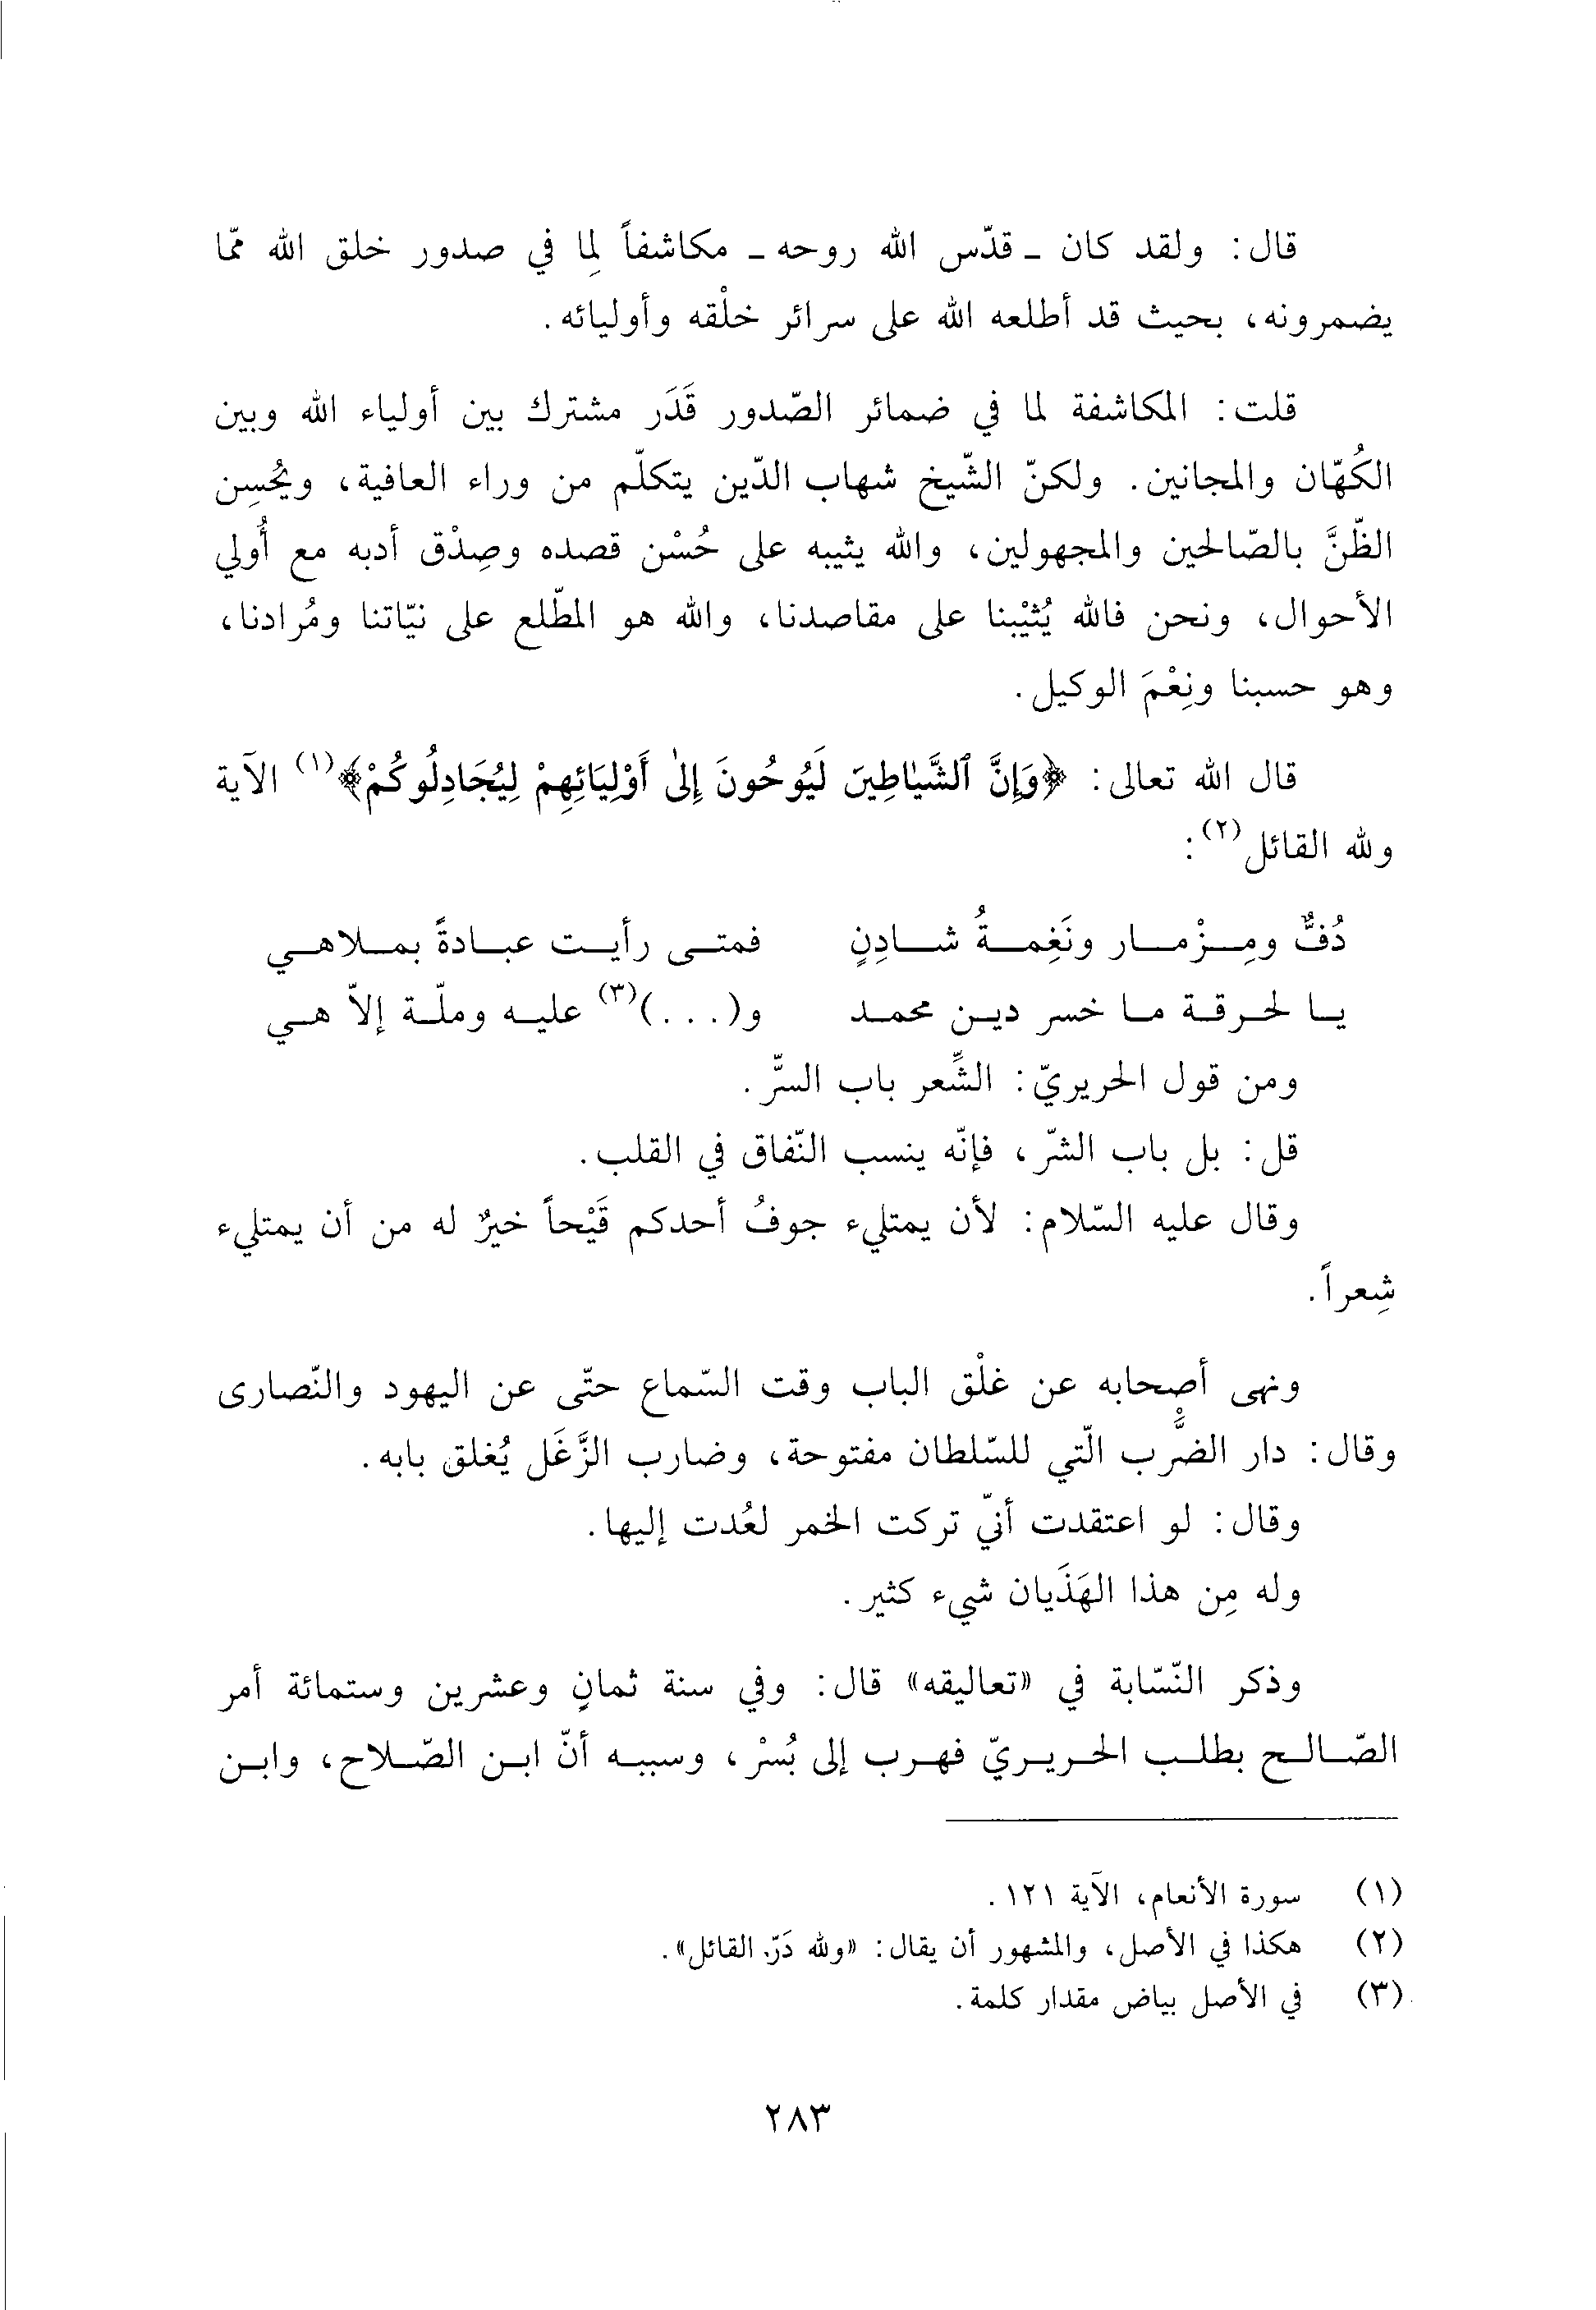 قال: ولقد كان ـ قدّس الله روحه ـ مكاشفاً لِما في صدور خلق الله ممّا
يضمرونه، بحيث قد أطلعه الله على سرائر خلْقه وأوليائه.
قلت: المكاشفة لما في ضمائر الصّدور قَدَر مشترك بين أولياء الله وبين
الكُهّان والمجانين. ولكنّ الشّيخ شهاب الدّين يتكلّم من وراء العافية، ويُحْسِن
الظّنَّ بالصّالحين والمجهولين، والله يثيبه على حُسْن قصده وصِدْق أدبه مع أُولي
الأحوال، ونحن فالله يُثيْبنا على مقاصدنا، والله هو المطّلع على نيّاتنا ومُرادنا،
وهو حسبنا ونِعْمَ الوكيل.
قال الله تعالى: ﴿وَإِنَّ ٱلشَّيَاطِينَ لَيُوحُونَ إِلىٰ أَوْلِيَائِهِمْ لِيُجَادِلُوكُمْ﴾(١) الآية
ولله القائل(٢):
دُفٌّ ومِزْمار ونَغِمةُ شادِنٍ فمتى رأيت عبادةً بملاهي
يا لحرقة ما خسر دين محمد و(...)(٣) عليه وملّة إلاّ هي
ومن قول الحريريّ: الشِّعر باب السرّ.
قل: بل باب الشرّ، فإنّه ينسب النّفاق في القلب.
وقال عليه السّلام: لأن يمتليء جوفُ أحدكم قَيْحاً خيرٌ له من أن يمتليء
شِعراً.
ونهى أصحابه عن غلْق الباب وقت السّماع حتّى عن اليهود والنّصارى
وقال: دار الضرْب الّتي للسّلطان مفتوحة، وضارب الزَّغَل يُغلق بابه.
وقال: لو اعتقدت أنّي تركت الخمر لعُدت إليها.
وله مِن هذا الهَذَيان شيء كثير.
وذكر النّسّابة في «تعاليقه» قال: وفي سنة ثمانٍ وعشرين وستمائة أمر
الصّالح بطلب الحريريّ فهرب إلى بُسْر، وسببه أنّ ابن الصّلاح، وابن
(١) سورة الأنعام، الآية ١٢١.
(٢) هكذا في الأصل، والمشهور أن يقال: «ولله دَرّ القائل».
(٣) في الأصل بياض مقدار كلمة.
٢٨٣